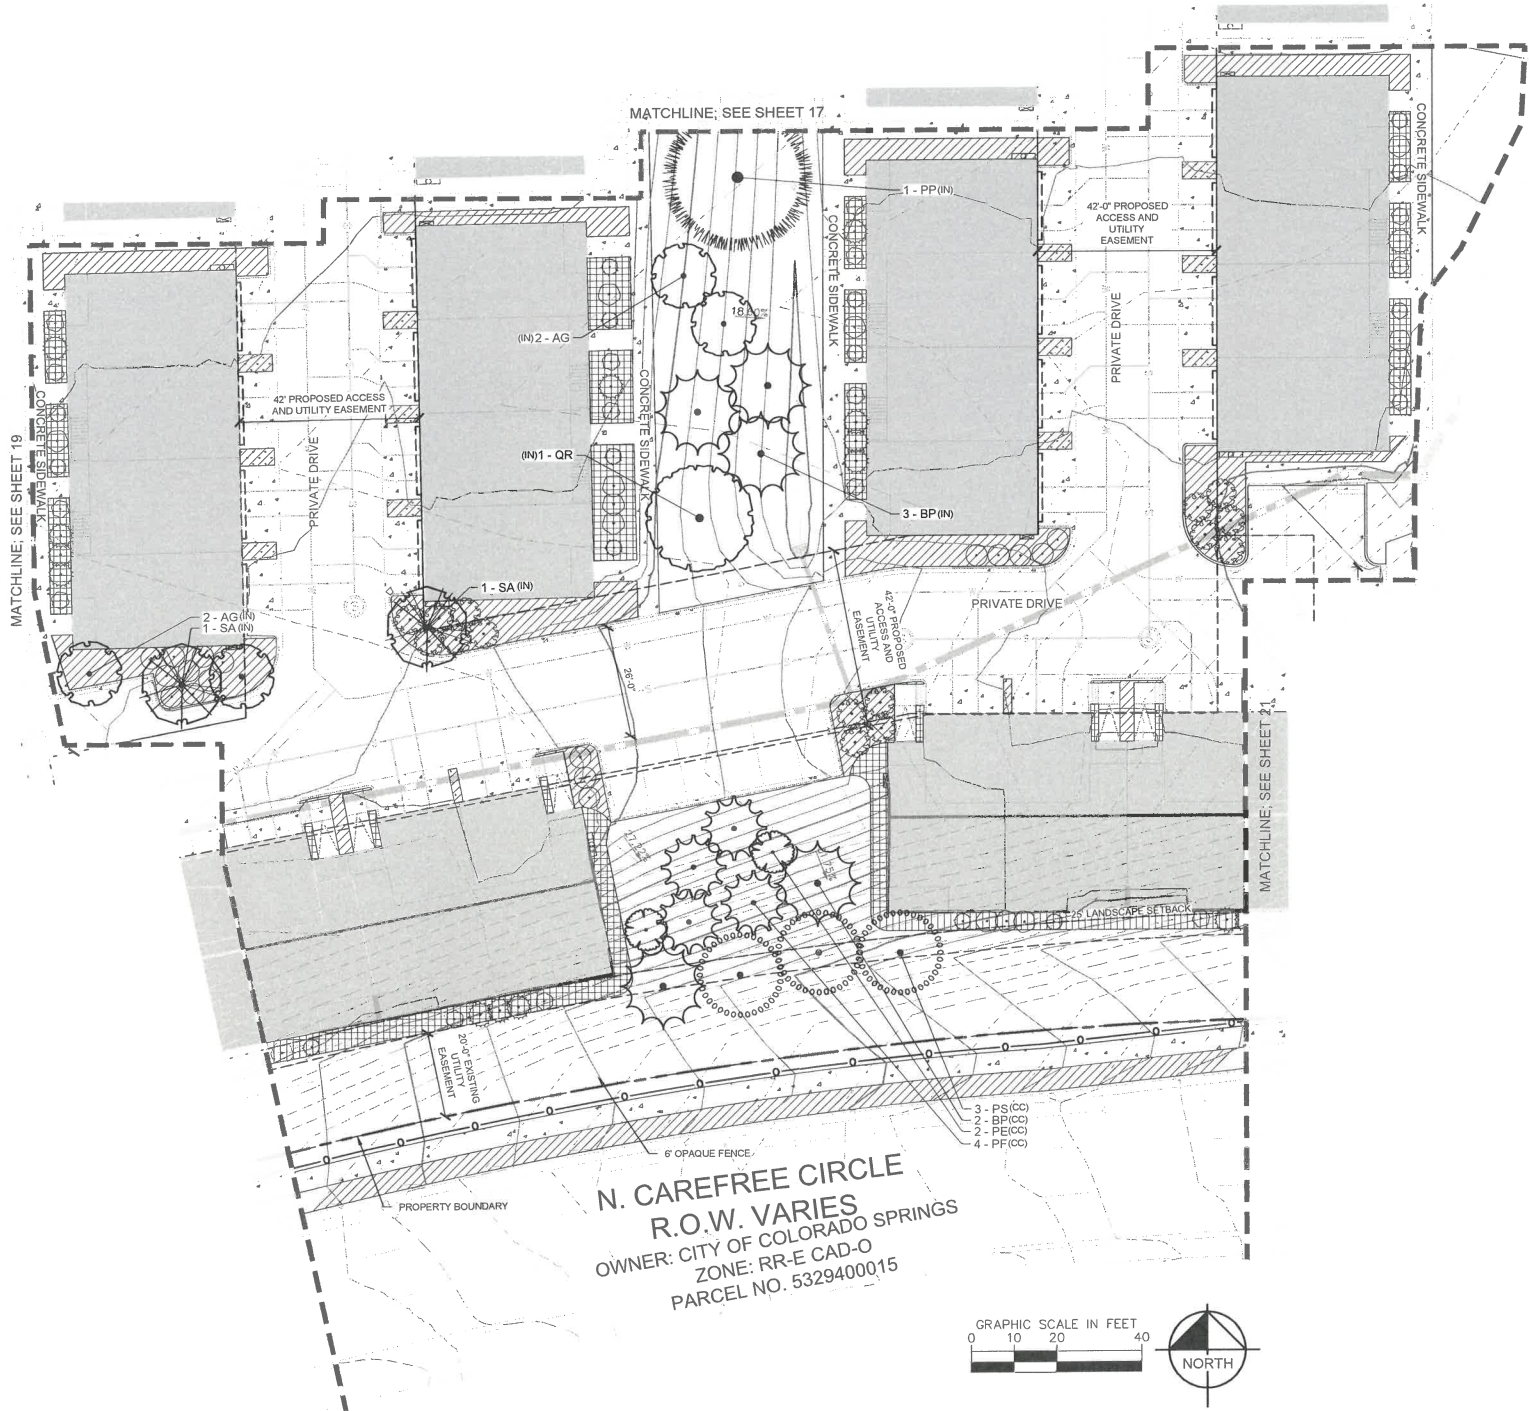 MATCHLINE; SEE SHEET 17
1 - PP(IN)
CONCRETE SIDEWALK
42'-0" PROPOSED
ACCESS AND
UTILITY
EASEMENT
CONCRETE SIDEWALK
PRIVATE DRIVE
(IN)2 - AG
CONCRETE SIDEWALK
42' PROPOSED ACCESS
AND UTILITY EASEMENT
CONCRETE SIDEWALK
MATCHLINE; SEE SHEET 19
PRIVATE DRIVE
(IN)1 - QR
3 - BP(IN)
1 - SA(IN)
2 - AG(IN)
1 - SA(IN)
PRIVATE DRIVE
42'-0" PROPOSED
ACCESS AND
UTILITY
EASEMENT
26'-0"
MATCHLINE; SEE SHEET 21
25' LANDSCAPE SETBACK
20'-0" EXISTING
UTILITY
EASEMENT
3 - PS(CC)
2 - BP(CC)
2 - PE(CC)
4 - PF(CC)
6' OPAQUE FENCE
PROPERTY BOUNDARY
N. CAREFREE CIRCLE
R.O.W. VARIES
OWNER: CITY OF COLORADO SPRINGS
ZONE: RR-E CAD-O
PARCEL NO. 5329400015
GRAPHIC SCALE IN FEET
0 10 20 40
NORTH